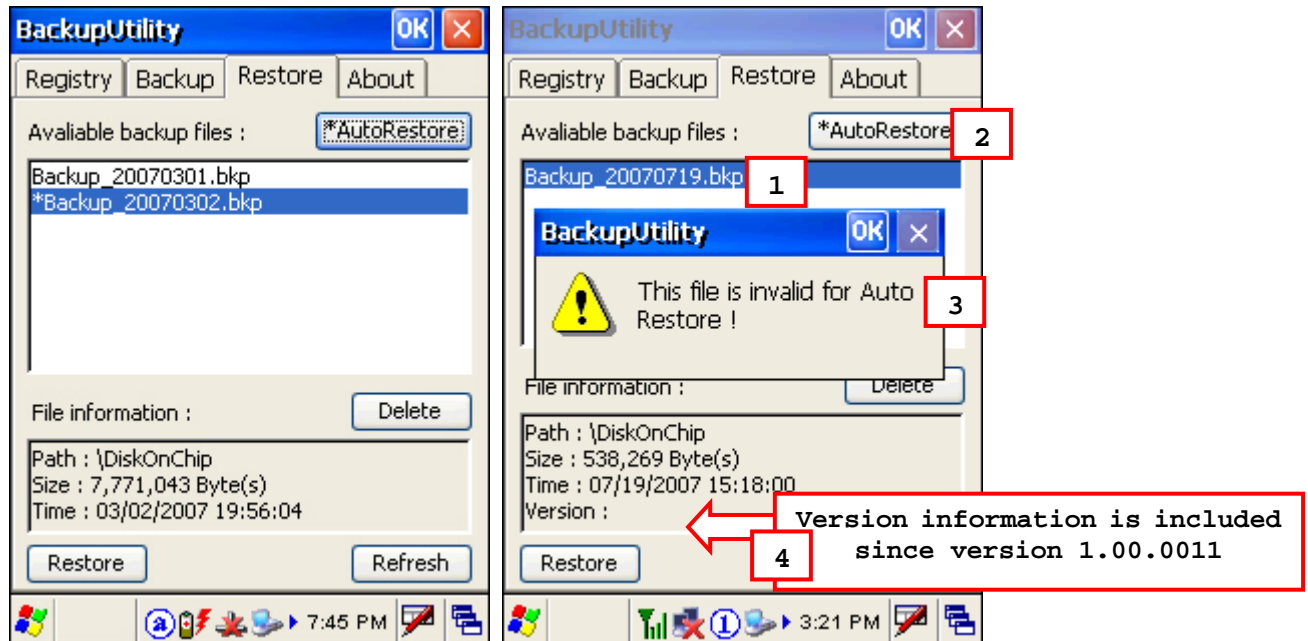 BackupUtility OK
Registry Backup Restore About
Avaliable backup files : *AutoRestore
Backup_20070301.bkp
*Backup_20070302.bkp
File information : Delete
Path : \DiskOnChip
Size : 7,771,043 Byte(s)
Time : 03/02/2007 19:56:04
Restore Refresh
a 7:45 PM
BackupUtility OK
Registry Backup Restore About
Avaliable backup files : *AutoRestore 2
Backup_20070719.bkp 1
BackupUtility OK
This file is invalid for Auto
Restore ! 3
File information : Delete
Path : \DiskOnChip
Size : 538,269 Byte(s)
Time : 07/19/2007 15:18:00
Version :
Version information is included
since version 1.00.0011
4
Restore
1 3:21 PM